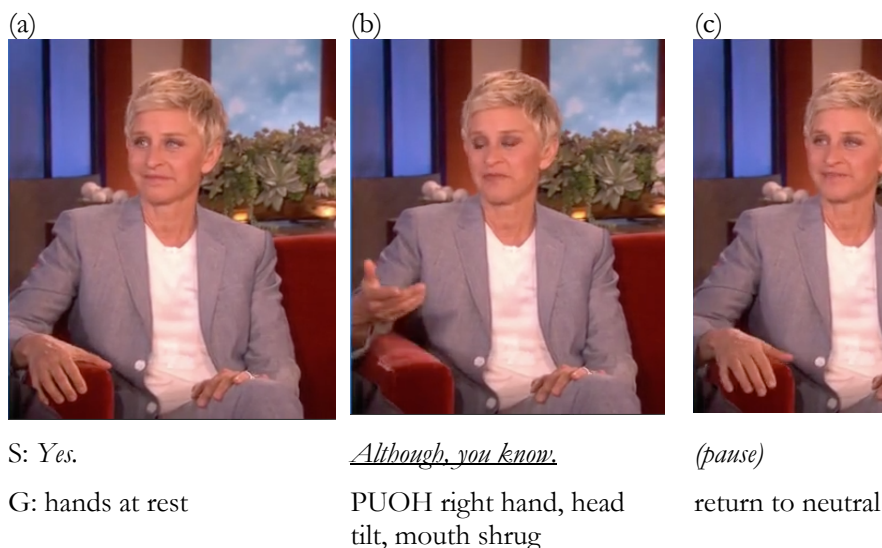 (a)
(b)
(c)
S: Yes.
Although, you know.
(pause)
G: hands at rest
PUOH right hand, head
tilt, mouth shrug
return to neutral